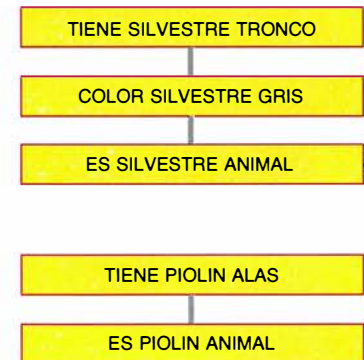 TIENE SILVESTRE TRONCO
COLOR SILVESTRE GRIS
ES SILVESTRE ANIMAL
TIENE PIOLIN ALAS
ES PIOLIN ANIMAL